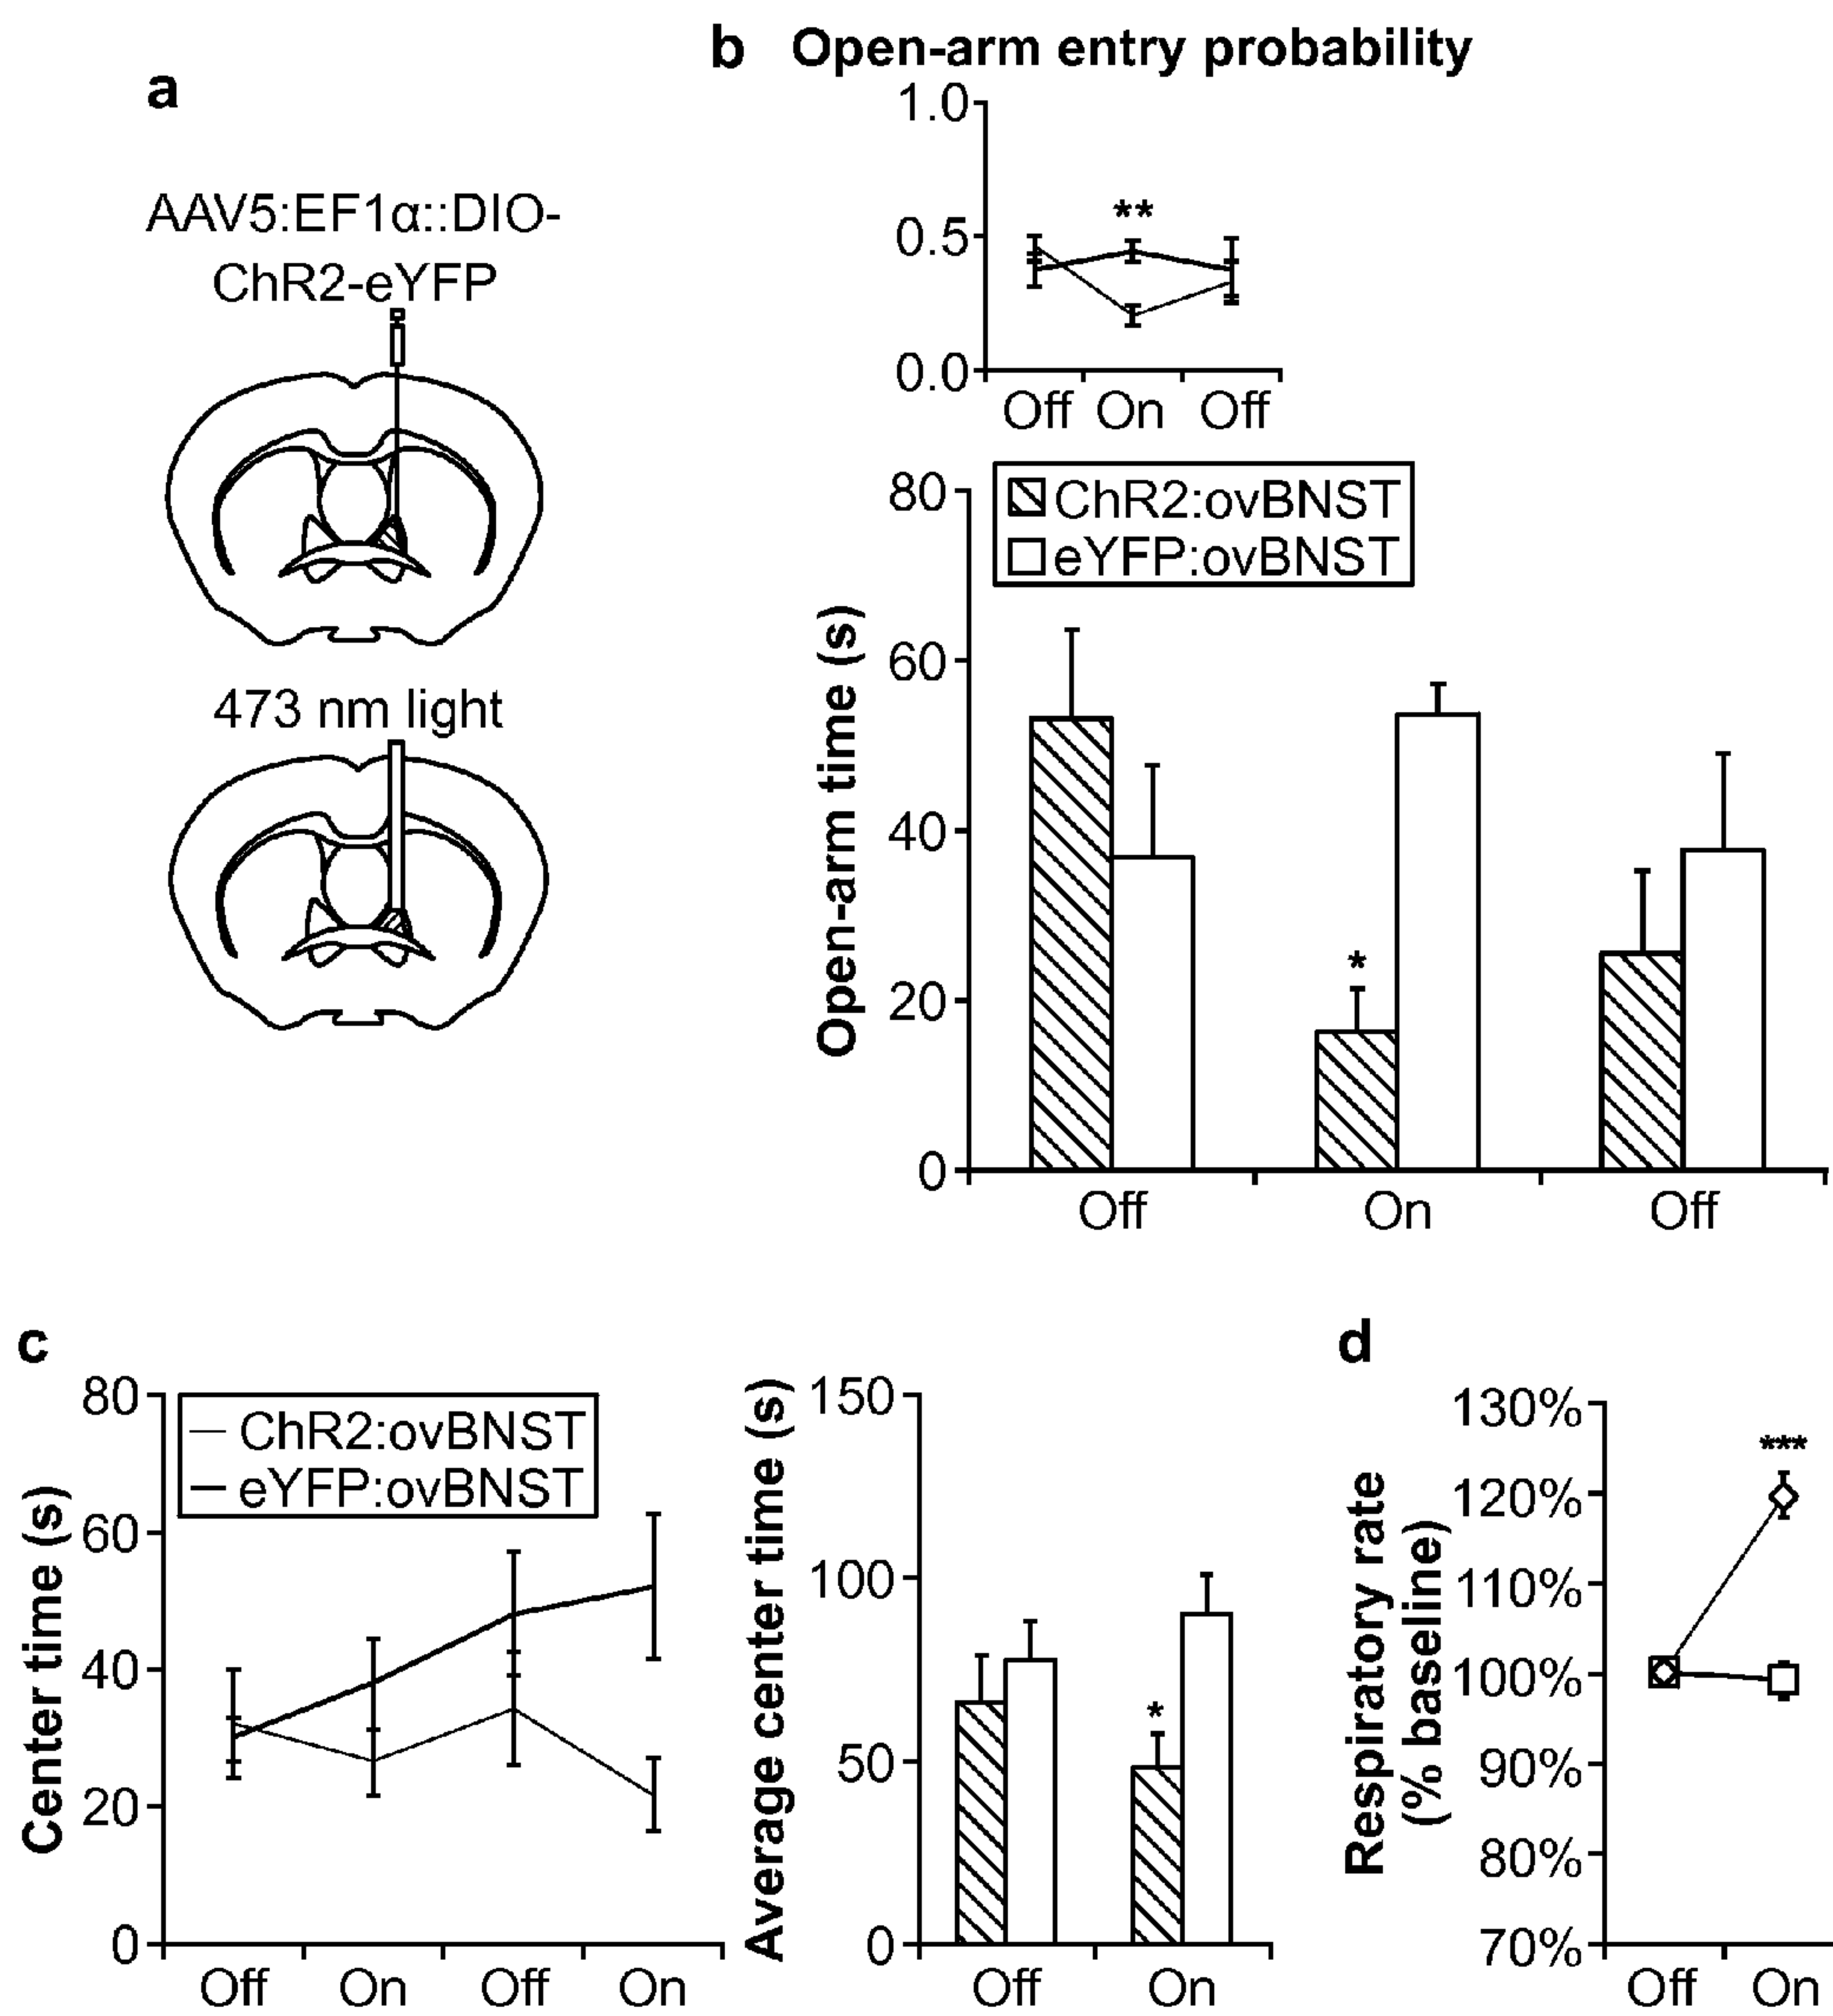 a
AAV5:EF1α::DIO-
ChR2-eYFP
473 nm light
b Open-arm entry probability
1.0
0.5
0.0
**
Off On Off
ChR2:ovBNST
eYFP:ovBNST
Open-arm time (s)
80
60
40
20
0
*
Off On Off
c
Center time (s)
80
60
40
20
0
ChR2:ovBNST
eYFP:ovBNST
Off On Off On
Average center time (s)
150
100
50
0
*
Off On
d
Respiratory rate
(% baseline)
130%
120%
110%
100%
90%
80%
70%
***
Off On